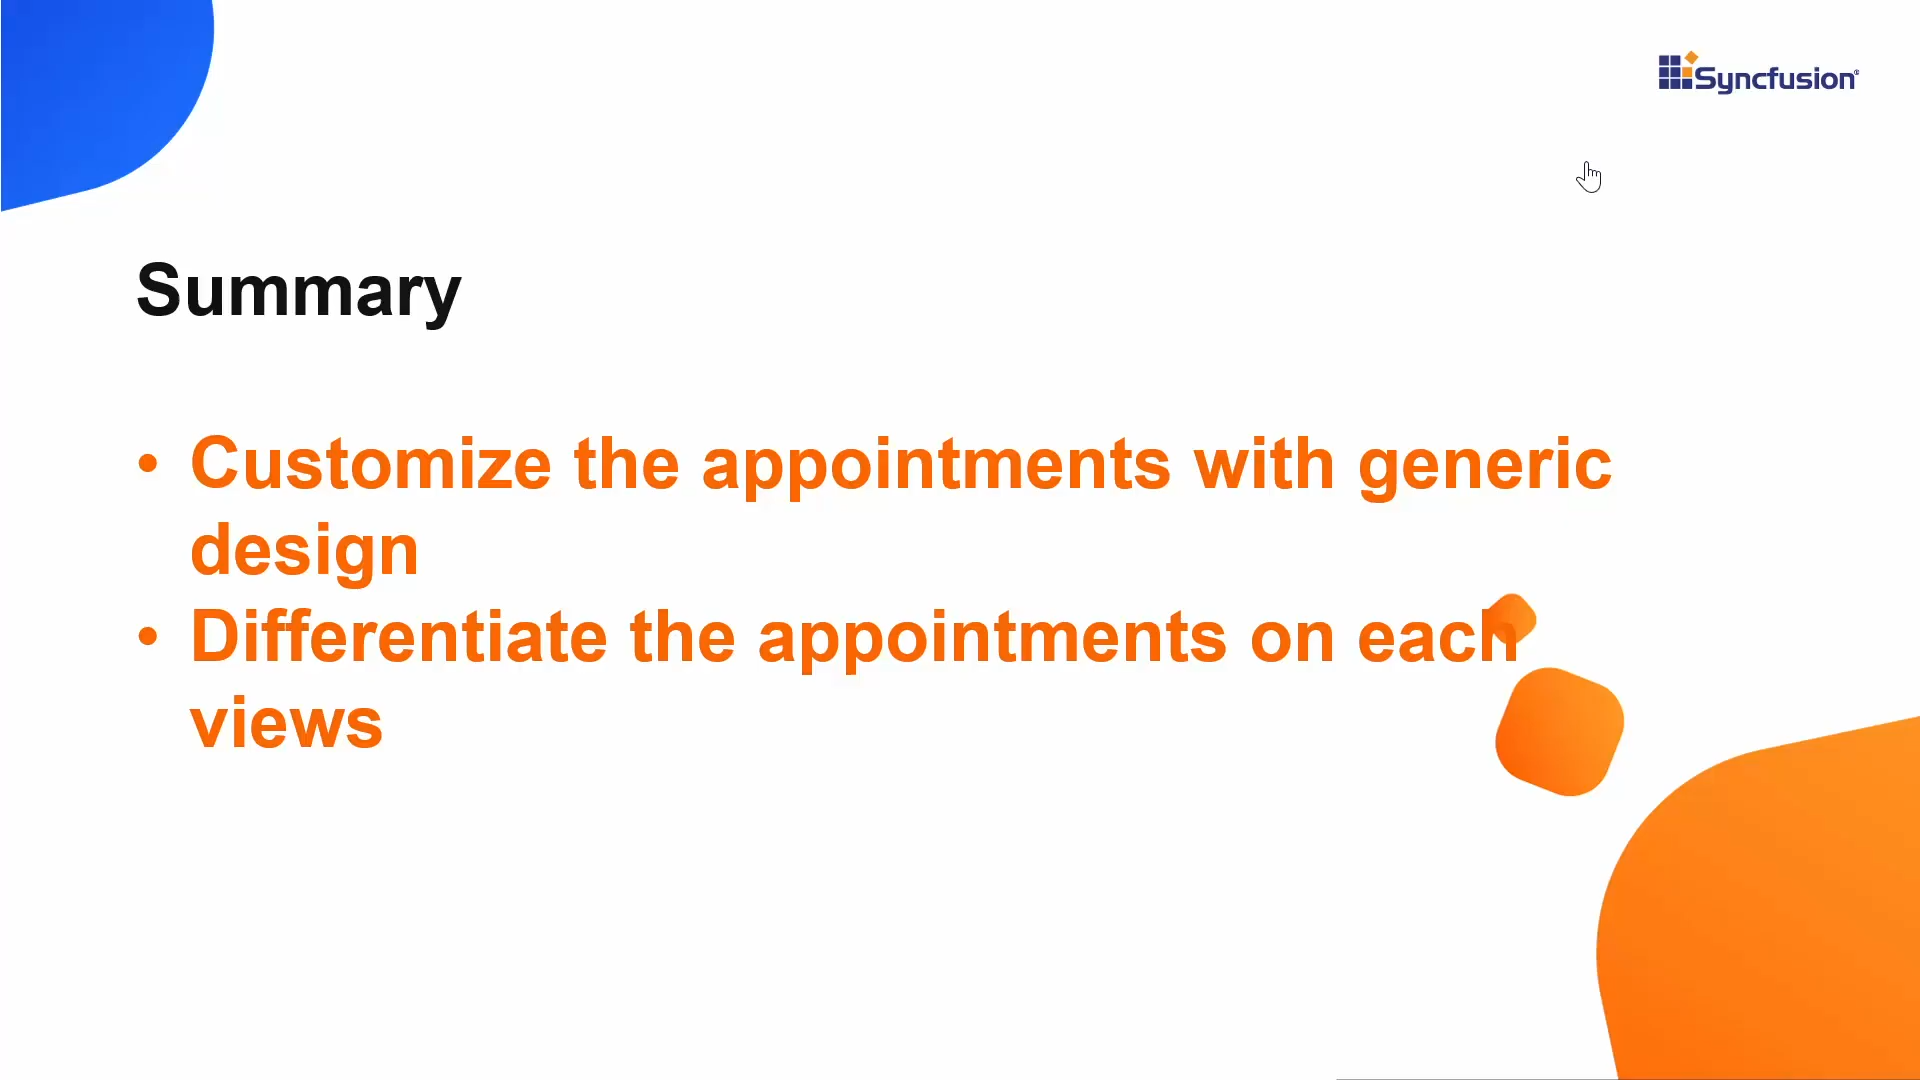 Syncfusion®
Summary
• Customize the appointments with generic
design
• Differentiate the appointments on each
views